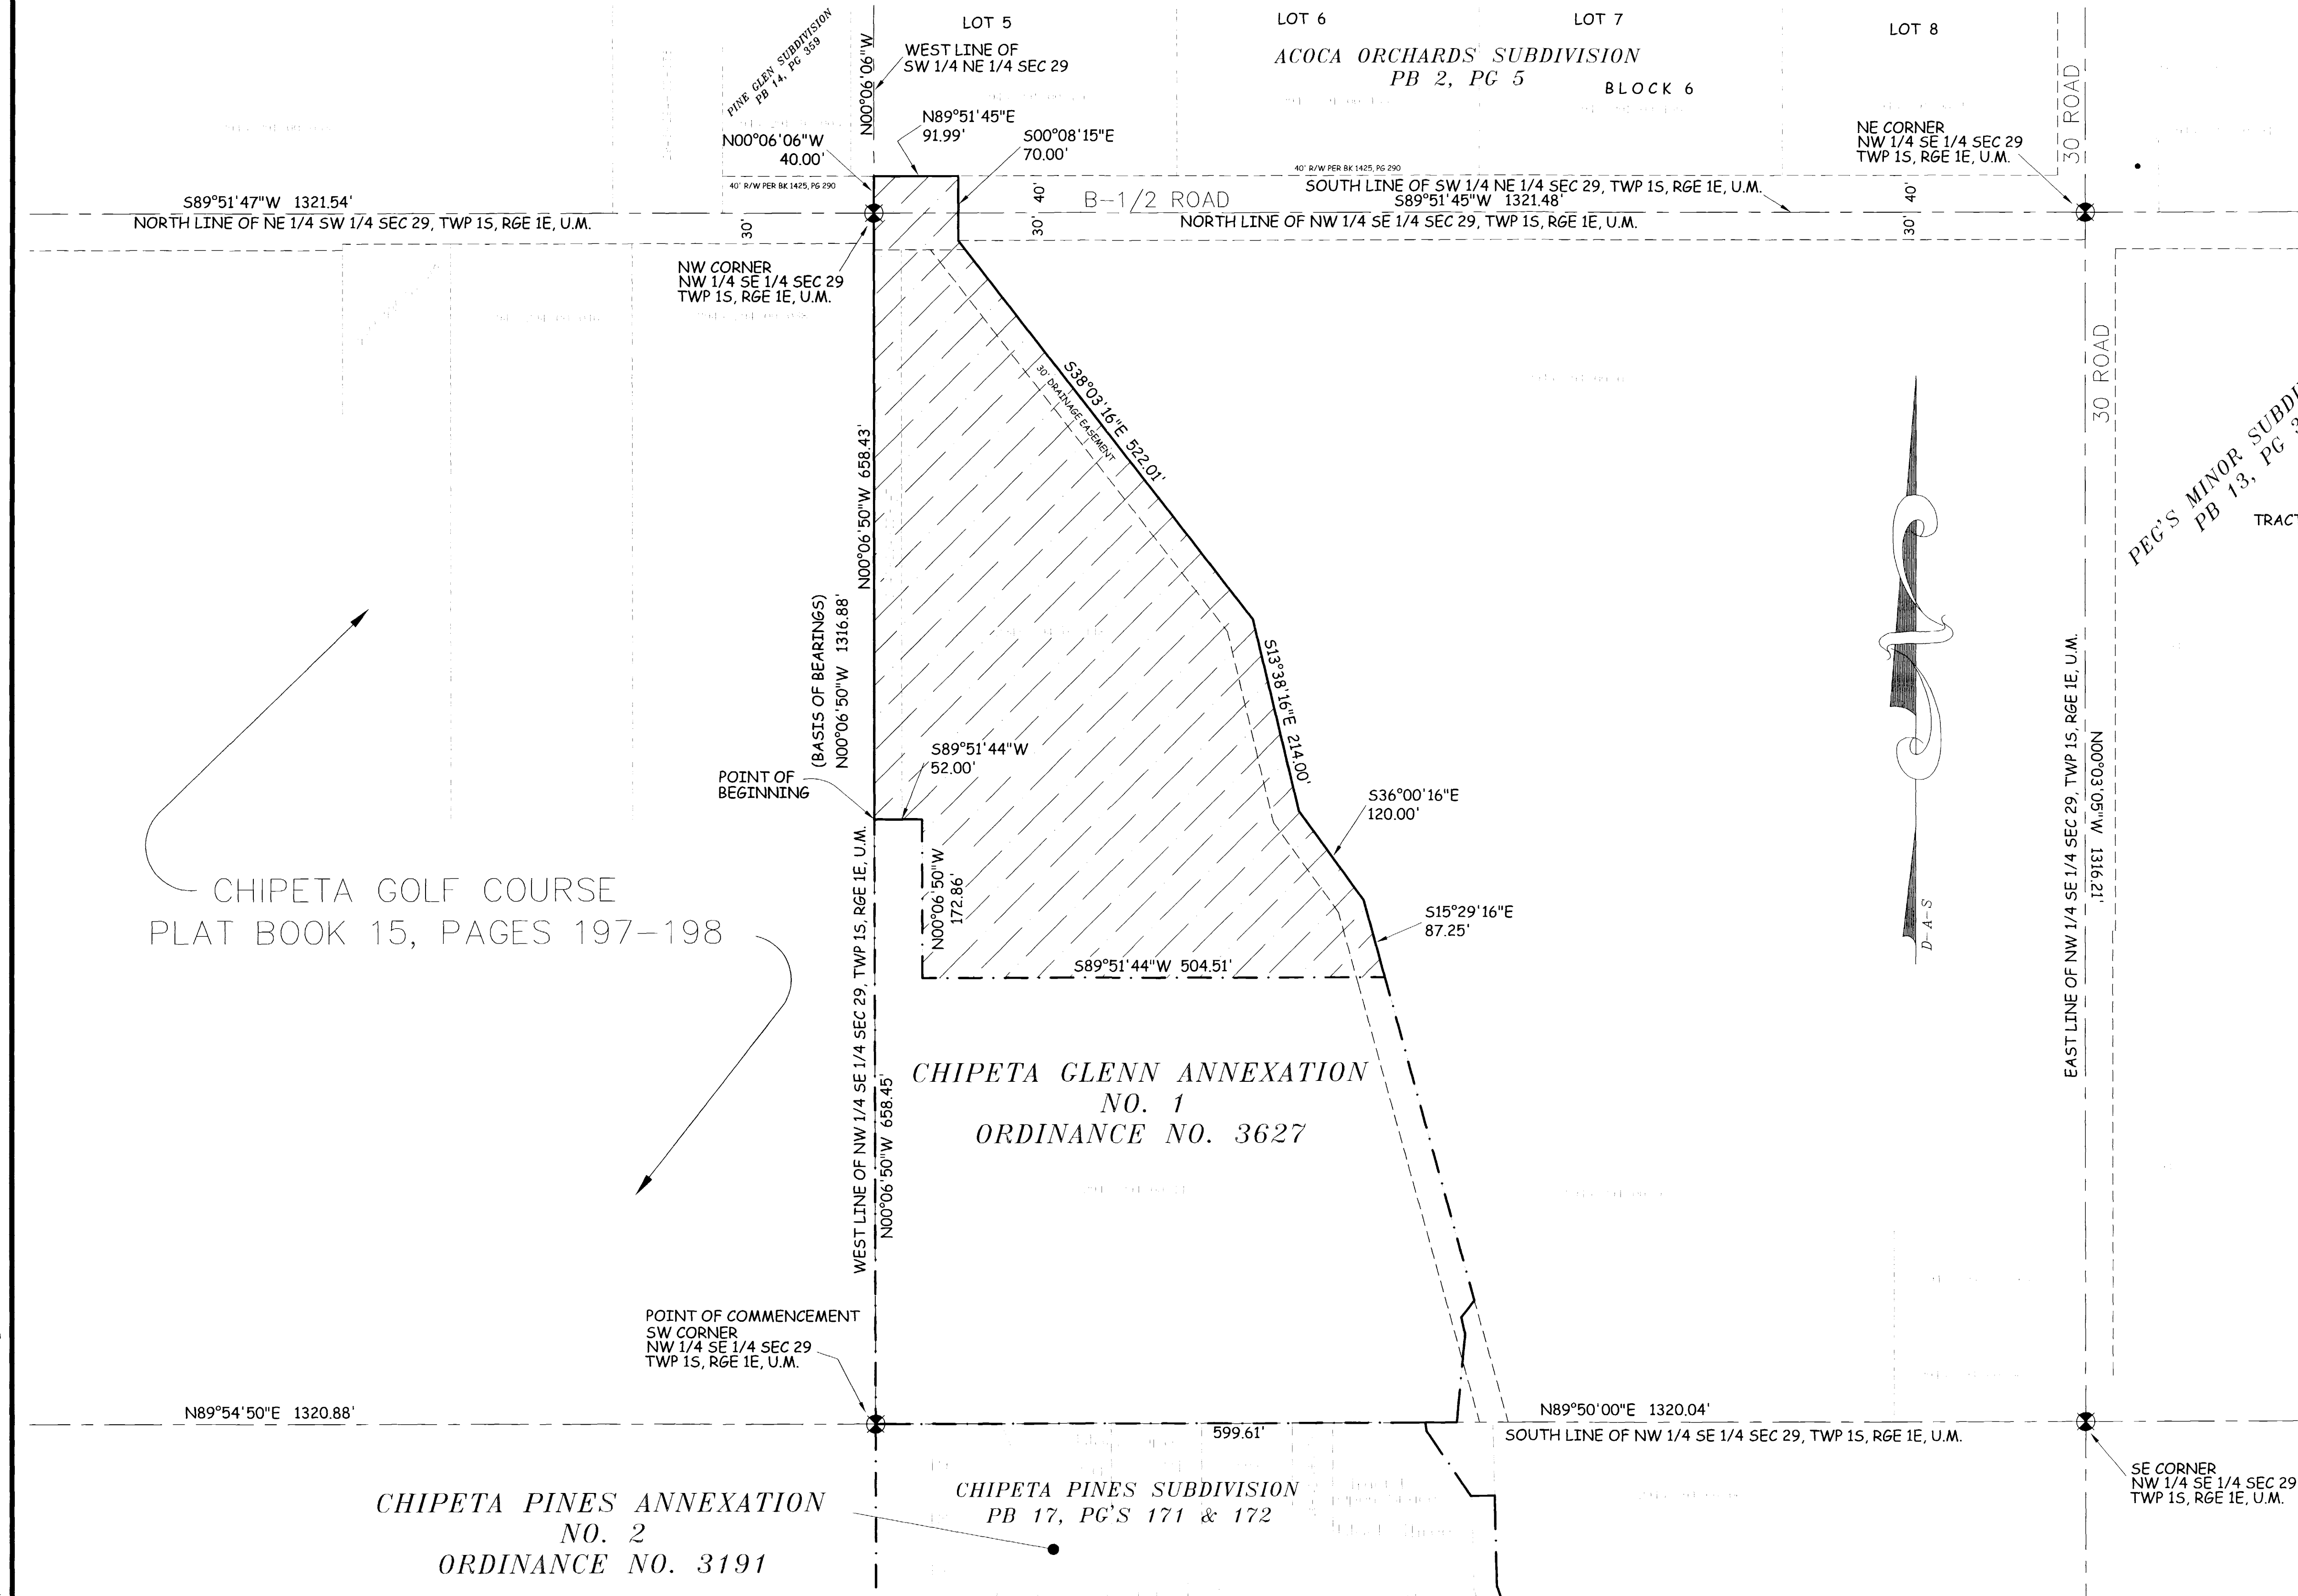 PINE GLEN SUBDIVISION
PB 14, PG 359
N00°06'06"W
LOT 5
LOT 6
LOT 7
LOT 8
WEST LINE OF
SW 1/4 NE 1/4 SEC 29
ACOCA ORCHARDS SUBDIVISION
PB 2, PG 5
BLOCK 6
30 ROAD
N89°51'45"E
91.99'
S00°08'15"E
70.00'
N00°06'06"W
40.00'
NE CORNER
NW 1/4 SE 1/4 SEC 29
TWP 1S, RGE 1E, U.M.
40' R/W PER BK 1425, PG 290
40' R/W PER BK 1425, PG 290
SOUTH LINE OF SW 1/4 NE 1/4 SEC 29, TWP 1S, RGE 1E, U.M.
S89°51'47"W 1321.54'
NORTH LINE OF NE 1/4 SW 1/4 SEC 29, TWP 1S, RGE 1E, U.M.
30'
40'
30'
B-1/2 ROAD
S89°51'45"W 1321.48'
NORTH LINE OF NW 1/4 SE 1/4 SEC 29, TWP 1S, RGE 1E, U.M.
40'
30'
NW CORNER
NW 1/4 SE 1/4 SEC 29
TWP 1S, RGE 1E, U.M.
30 ROAD
S38°03'16"E 522.01'
30' DRAINAGE EASEMENT
N00°06'50"W 658.43'
PEG'S MINOR SUBDI
PB 13, PG
TRACT
(BASIS OF BEARINGS)
N00°06'50"W 1316.88'
S13°38'16"E 214.00'
S89°51'44"W
52.00'
POINT OF
BEGINNING
S36°00'16"E
120.00'
N00°06'50"W
172.86'
S15°29'16"E
87.25'
S89°51'44"W 504.51'
CHIPETA GOLF COURSE
PLAT BOOK 15, PAGES 197-198
D-A-S
EAST LINE OF NW 1/4 SE 1/4 SEC 29, TWP 1S, RGE 1E, U.M.
N00°03'05"W 1316.21'
WEST LINE OF NW 1/4 SE 1/4 SEC 29, TWP 1S, RGE 1E, U.M.
N00°06'50"W 658.45'
CHIPETA GLENN ANNEXATION
NO. 1
ORDINANCE NO. 3627
POINT OF COMMENCEMENT
SW CORNER
NW 1/4 SE 1/4 SEC 29
TWP 1S, RGE 1E, U.M.
N89°54'50"E 1320.88'
599.61'
N89°50'00"E 1320.04'
SOUTH LINE OF NW 1/4 SE 1/4 SEC 29, TWP 1S, RGE 1E, U.M.
SE CORNER
NW 1/4 SE 1/4 SEC 29
TWP 1S, RGE 1E, U.M.
CHIPETA PINES ANNEXATION
NO. 2
ORDINANCE NO. 3191
CHIPETA PINES SUBDIVISION
PB 17, PG'S 171 & 172